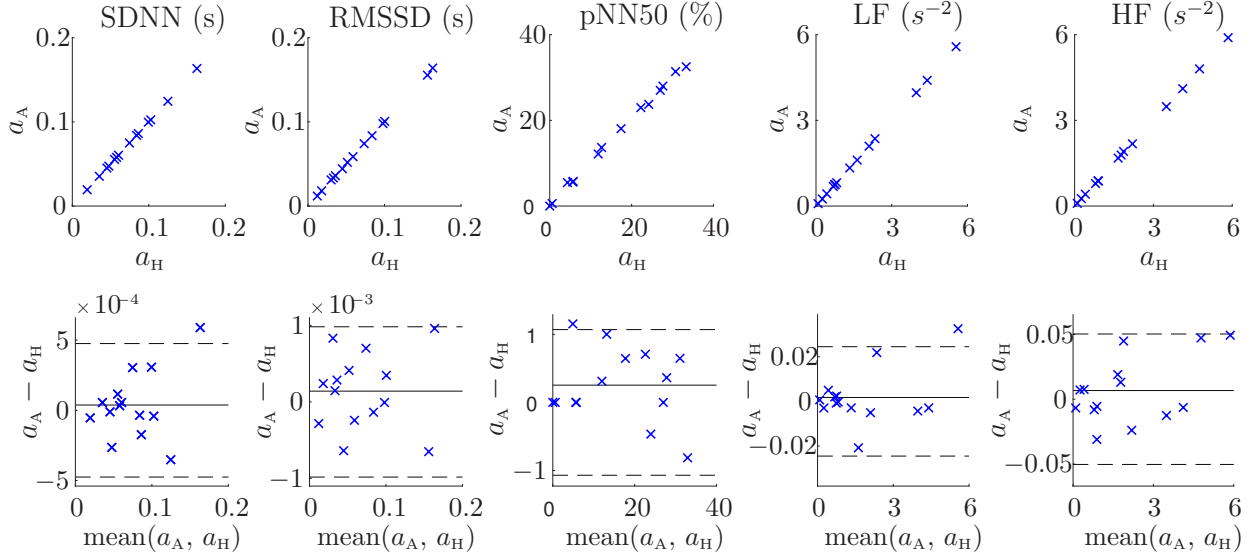 SDNN (s)
0.2
0.1
0
0
0.1
0.2
a_A
a_H
RMSSD (s)
0.2
0.1
0
0
0.1
0.2
a_A
a_H
pNN50 (%)
40
20
0
0
20
40
a_A
a_H
LF (s⁻²)
6
3
0
0
3
6
a_A
a_H
HF (s⁻²)
6
3
0
0
3
6
a_A
a_H
× 10⁻⁴
5
0
−5
0
0.1
0.2
a_A − a_H
mean(a_A, a_H)
× 10⁻³
1
0
−1
0
0.1
0.2
a_A − a_H
mean(a_A, a_H)
1
0
−1
0
20
40
a_A − a_H
mean(a_A, a_H)
0.02
0
−0.02
0
3
6
a_A − a_H
mean(a_A, a_H)
0.05
0
−0.05
0
3
6
a_A − a_H
mean(a_A, a_H)